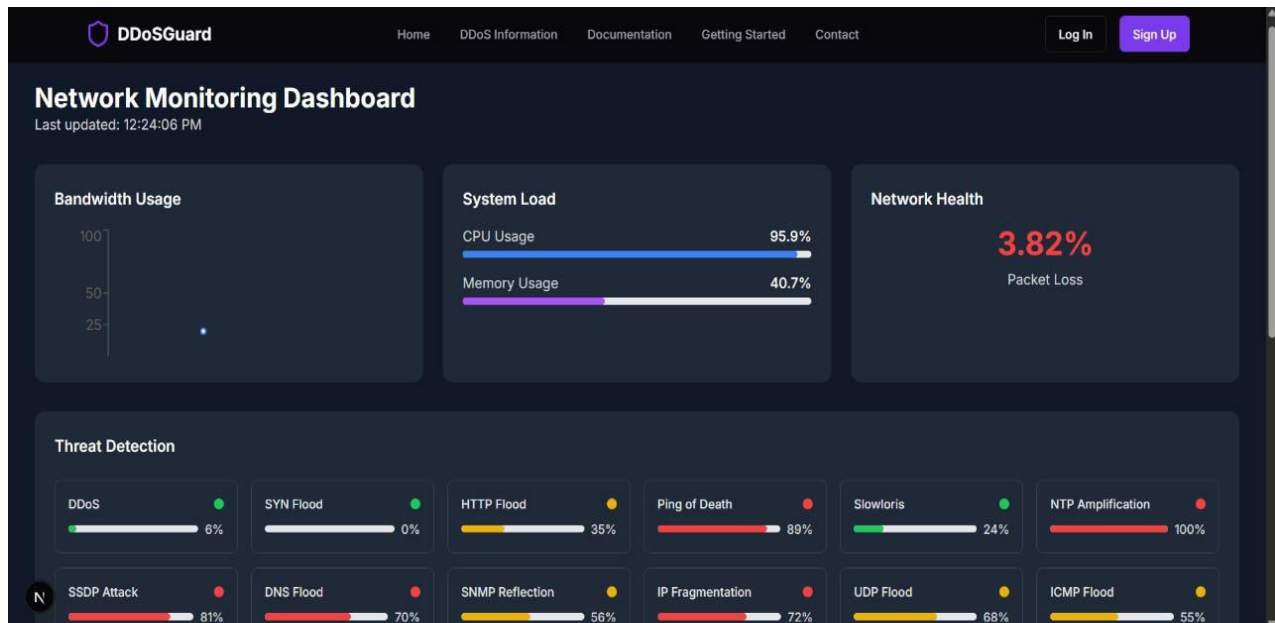 DDoSGuard
Home DDoS Information Documentation Getting Started Contact
Log In Sign Up
Network Monitoring Dashboard
Last updated: 12:24:06 PM
Bandwidth Usage
100
50
25
System Load
CPU Usage 95.9%
Memory Usage 40.7%
Network Health
3.82%
Packet Loss
Threat Detection
DDoS
6%
SYN Flood
0%
HTTP Flood
35%
Ping of Death
89%
Slowloris
24%
NTP Amplification
100%
N
SSDP Attack
81%
DNS Flood
70%
SNMP Reflection
56%
IP Fragmentation
72%
UDP Flood
68%
ICMP Flood
55%